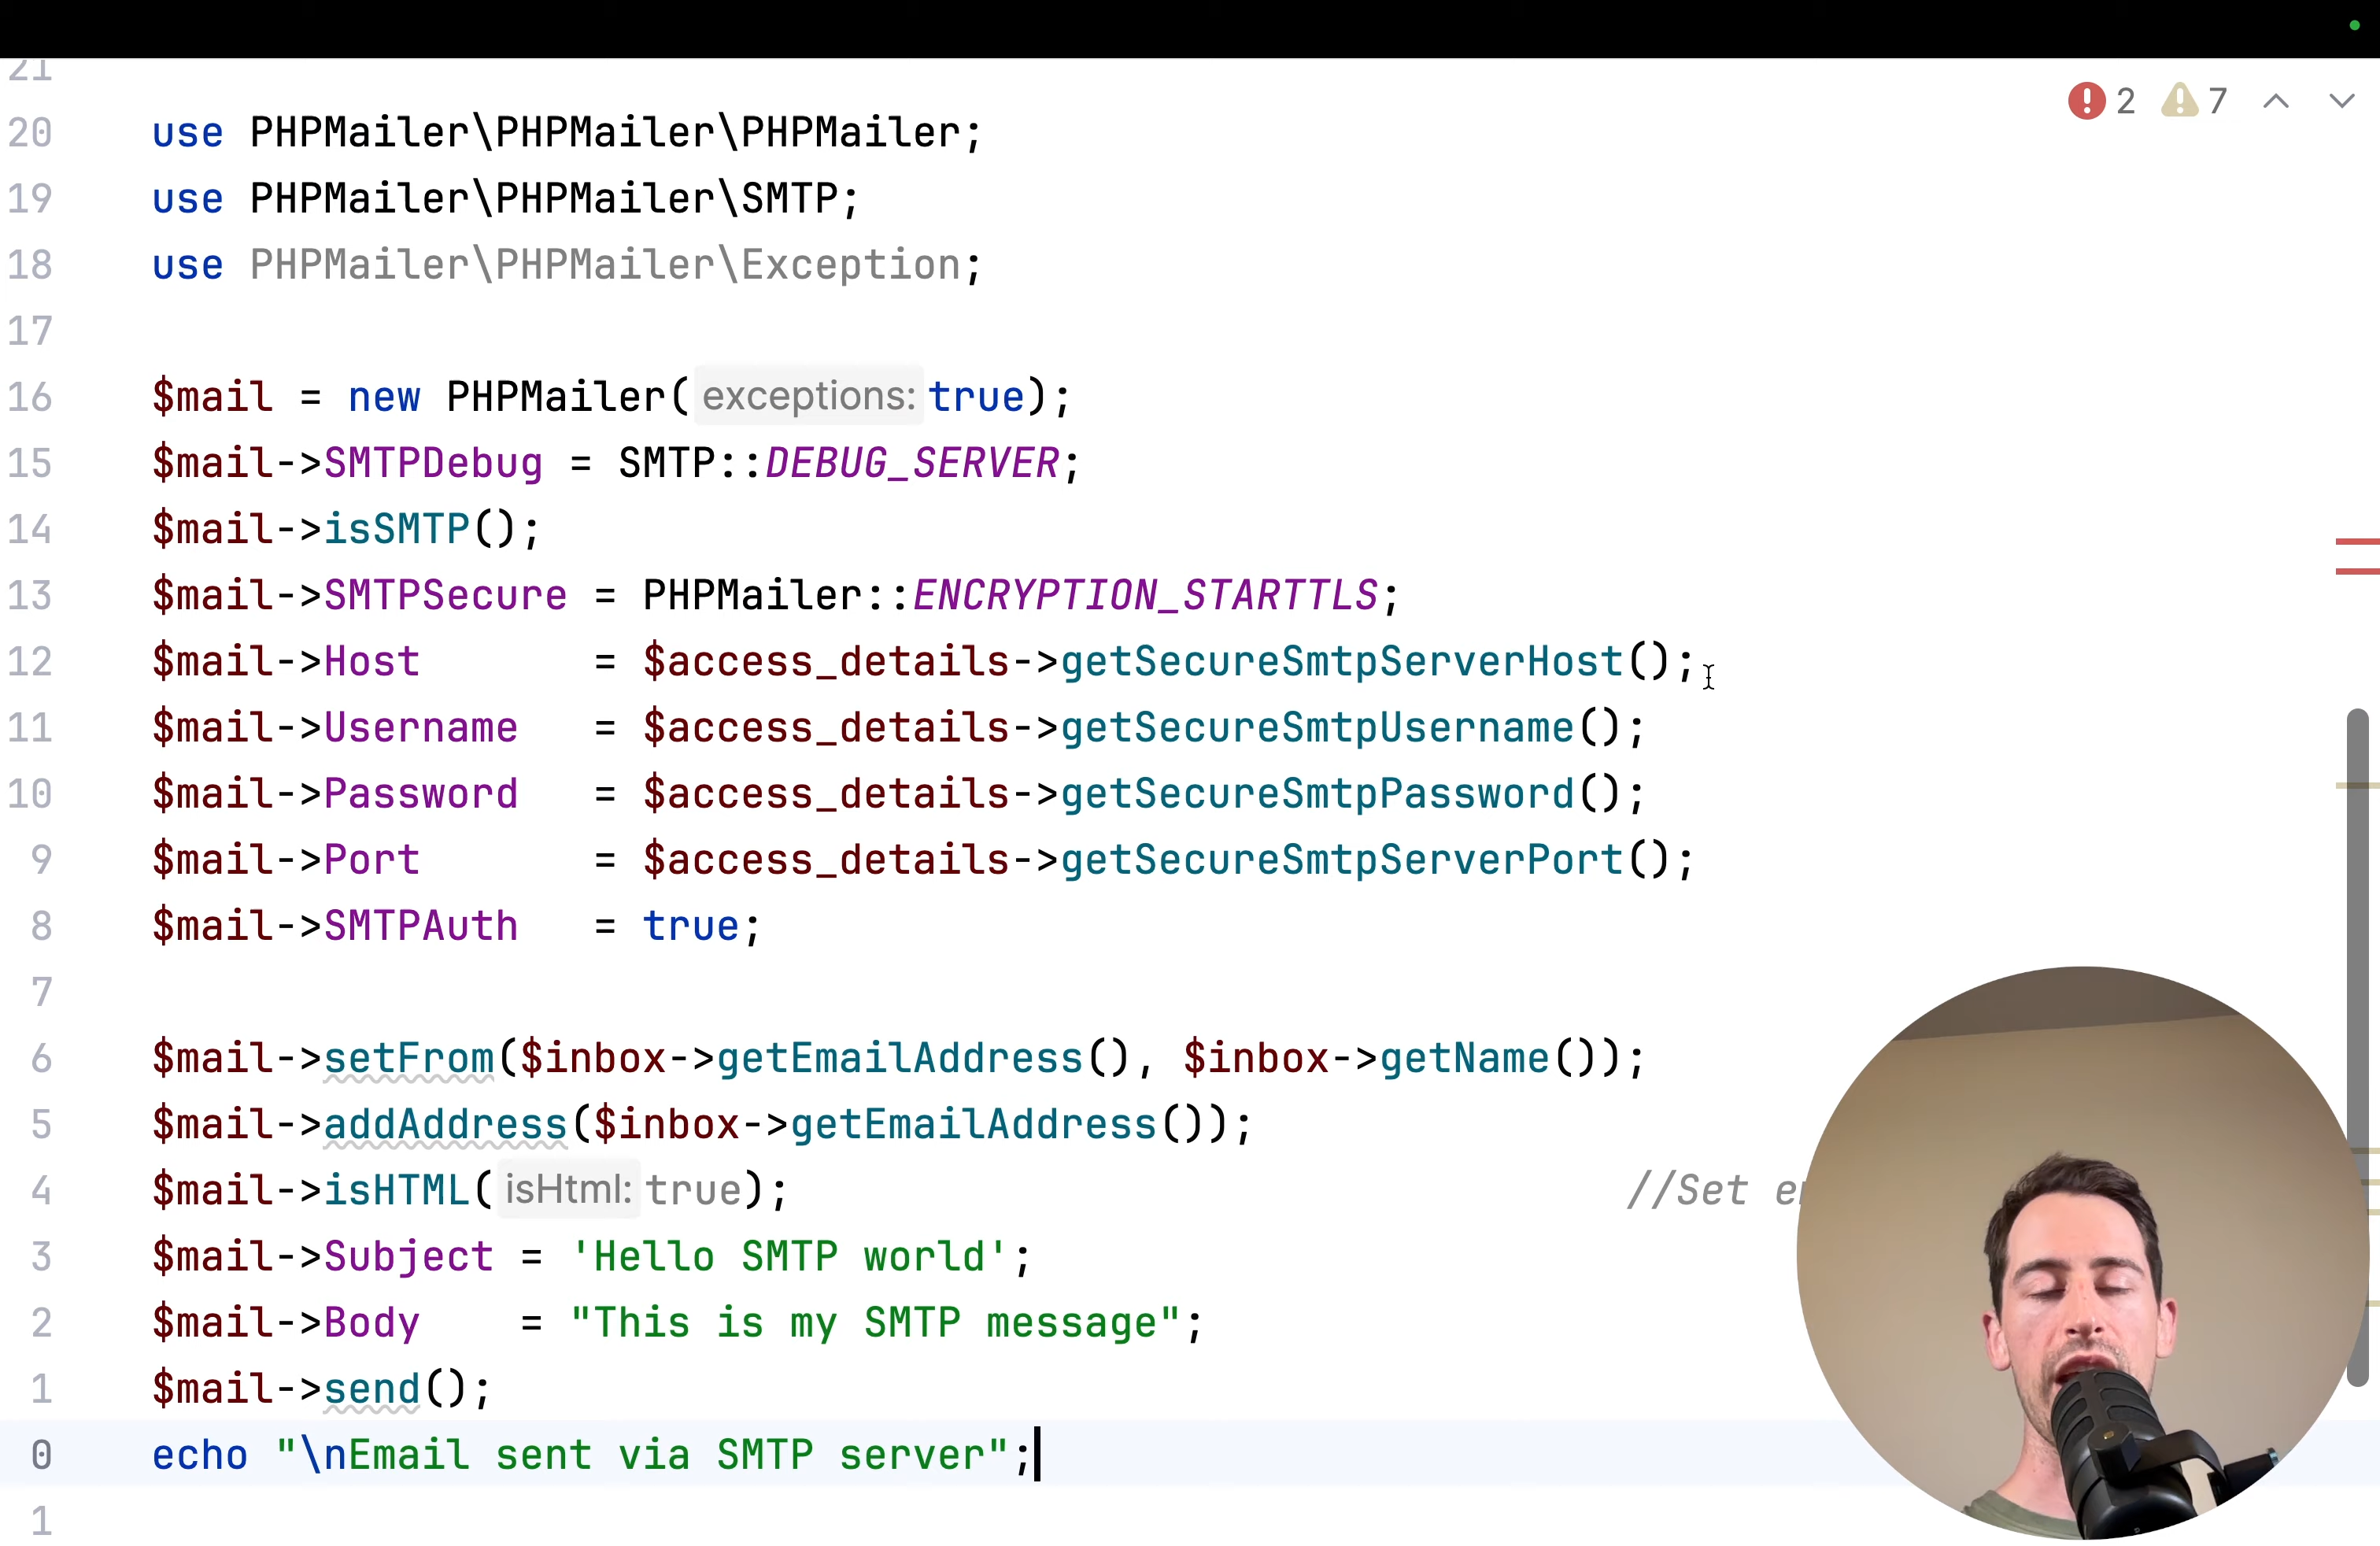 2 7
21
20 use PHPMailer\PHPMailer\PHPMailer;
19 use PHPMailer\PHPMailer\SMTP;
18 use PHPMailer\PHPMailer\Exception;
17
16 $mail = new PHPMailer( exceptions: true);
15 $mail->SMTPDebug = SMTP::DEBUG_SERVER;
14 $mail->isSMTP();
13 $mail->SMTPSecure = PHPMailer::ENCRYPTION_STARTTLS;
12 $mail->Host = $access_details->getSecureSmtpServerHost();
11 $mail->Username = $access_details->getSecureSmtpUsername();
10 $mail->Password = $access_details->getSecureSmtpPassword();
9 $mail->Port = $access_details->getSecureSmtpServerPort();
8 $mail->SMTPAuth = true;
7
6 $mail->setFrom($inbox->getEmailAddress(), $inbox->getName());
5 $mail->addAddress($inbox->getEmailAddress());
4 $mail->isHTML( isHtml: true); //Set
3 $mail->Subject = 'Hello SMTP world';
2 $mail->Body = "This is my SMTP message";
1 $mail->send();
0 echo "\nEmail sent via SMTP server";
1